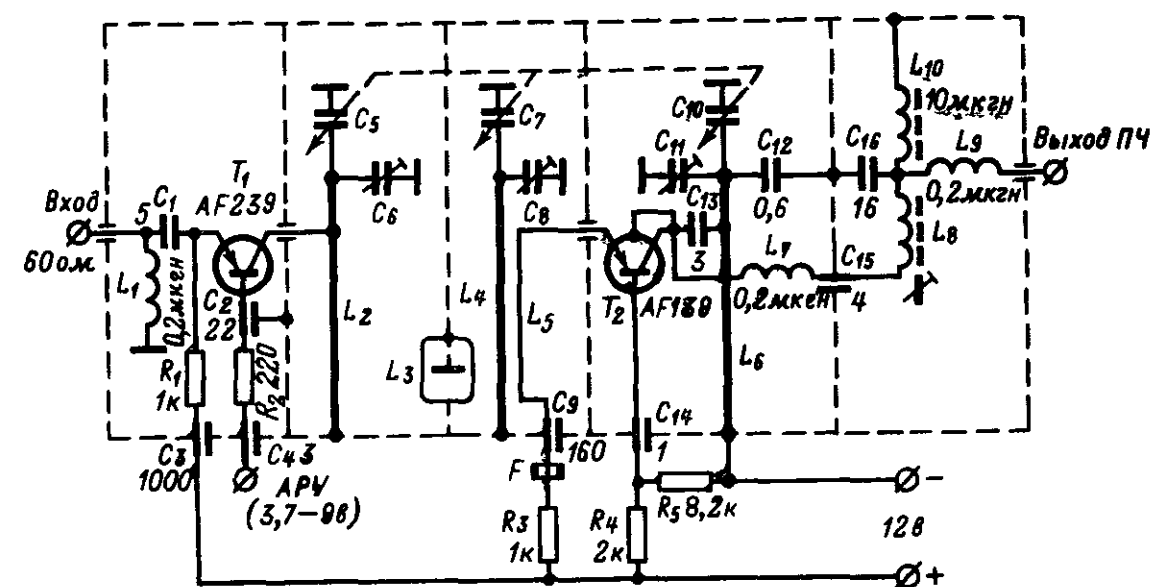 L10
10мкгн
C5
C7
C10
C11
C12
C16
L9
Выход ПЧ
Вход
5
C1
T1
AF239
C6
C8
C13
0,6
16
0,2мкгн
L8
60ом
L1
0,2мкгн
C2
22
L2
L4
L5
T2
AF139
3
L7
0,2мкгн
C15
4
R1
1к
R2 220
L3
L6
C9
160
C14
1
C3
1000
C4 3
АРУ
(3,7-9в)
F
R5 8,2к
−
12в
R3
1к
R4
2к
+